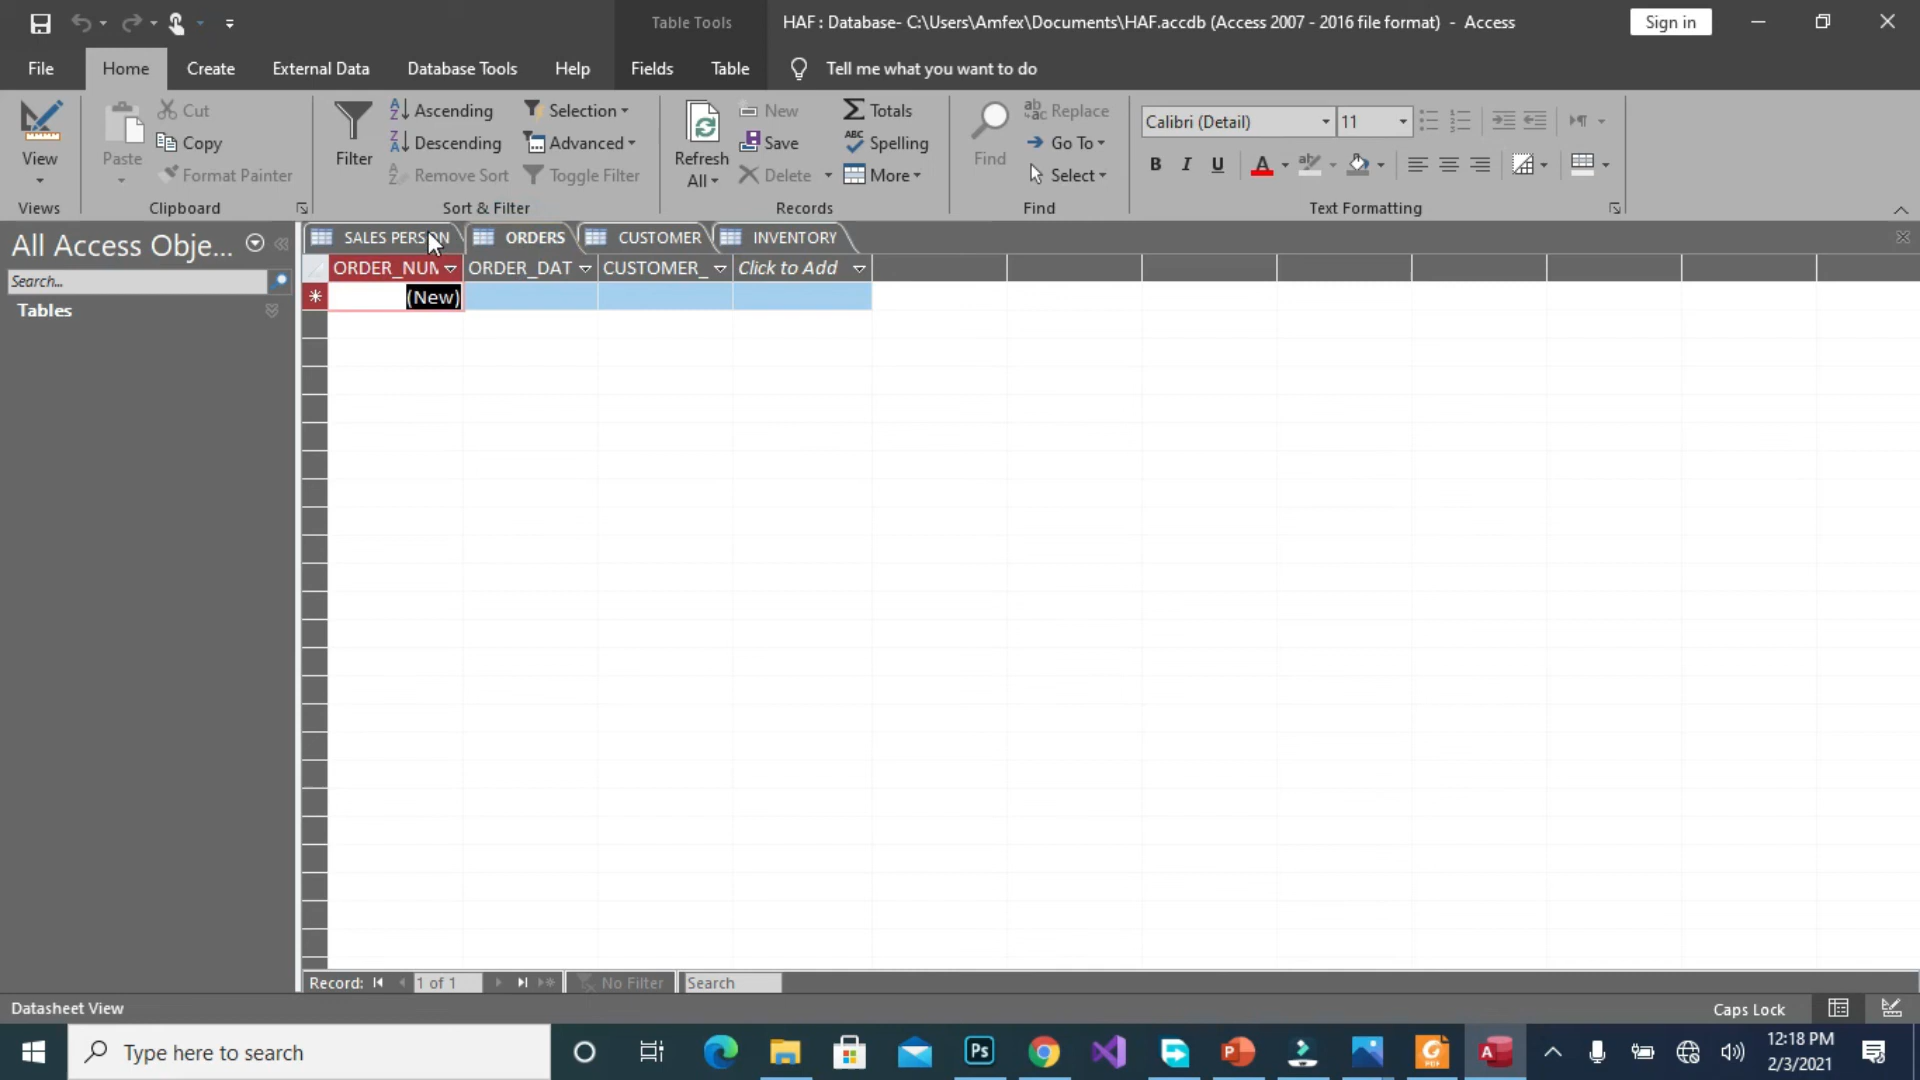 Table Tools
HAF : Database- C:\Users\Amfex\Documents\HAF.accdb (Access 2007 - 2016 file format) - Access
Sign in
File Home Create External Data Database Tools Help Fields Table Tell me what you want to do
View
Views
Paste
Cut
Copy
Format Painter
Clipboard
Filter
Ascending
Descending
Remove Sort
Selection
Advanced
Toggle Filter
Sort & Filter
Refresh
All
New
Save
Delete
Totals
Spelling
More
Records
Find
Replace
Go To
Select
Find
Calibri (Detail) 11
B I U A
Text Formatting
All Access Obje...
Search...
Tables
SALES PERSON ORDERS CUSTOMER INVENTORY
ORDER_NUM ORDER_DAT CUSTOMER_ Click to Add
(New)
Record: 1 of 1 No Filter Search
Datasheet View
Caps Lock
Type here to search
Ps
12:18 PM
2/3/2021